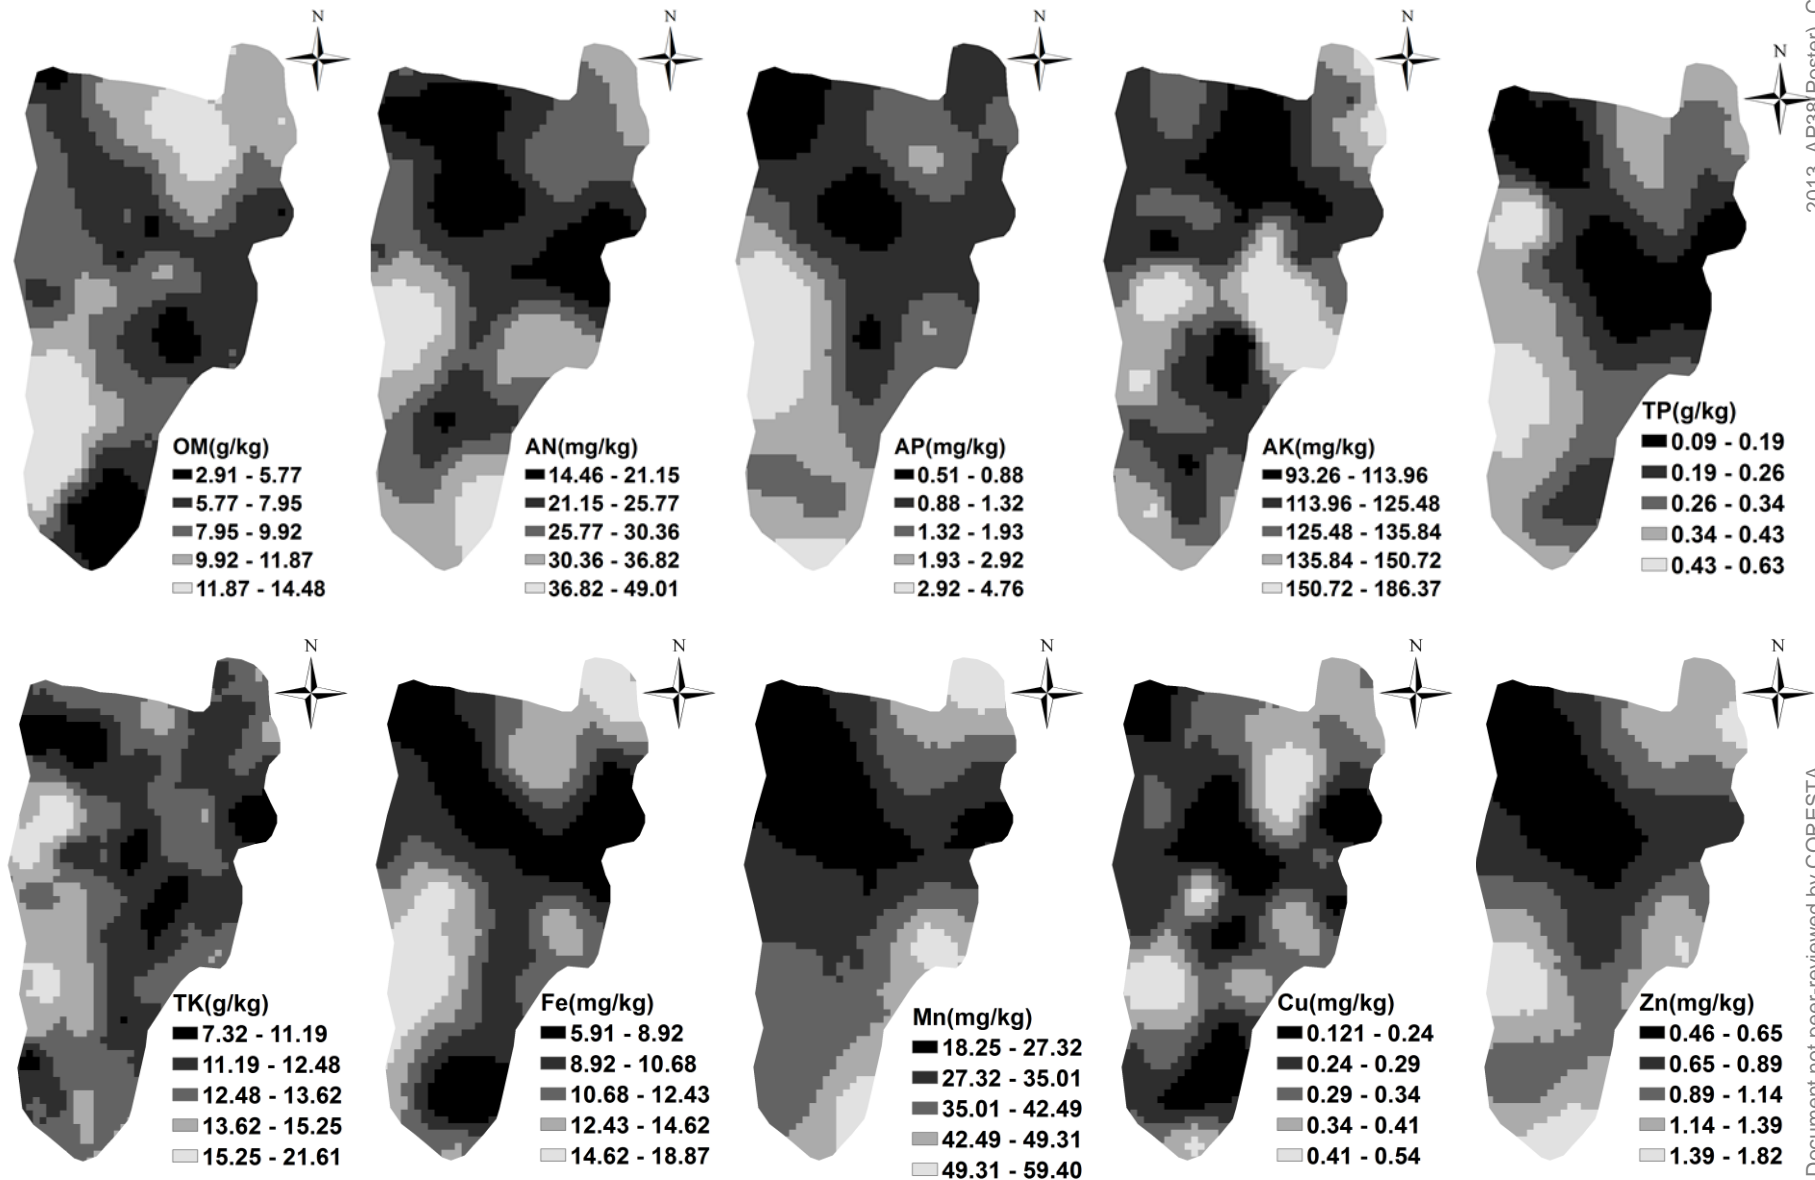 N
N
N
N
N
OM(g/kg)
2.91 - 5.77
5.77 - 7.95
7.95 - 9.92
9.92 - 11.87
11.87 - 14.48
AN(mg/kg)
14.46 - 21.15
21.15 - 25.77
25.77 - 30.36
30.36 - 36.82
36.82 - 49.01
AP(mg/kg)
0.51 - 0.88
0.88 - 1.32
1.32 - 1.93
1.93 - 2.92
2.92 - 4.76
AK(mg/kg)
93.26 - 113.96
113.96 - 125.48
125.48 - 135.84
135.84 - 150.72
150.72 - 186.37
TP(g/kg)
0.09 - 0.19
0.19 - 0.26
0.26 - 0.34
0.34 - 0.43
0.43 - 0.63
N
N
N
N
N
TK(g/kg)
7.32 - 11.19
11.19 - 12.48
12.48 - 13.62
13.62 - 15.25
15.25 - 21.61
Fe(mg/kg)
5.91 - 8.92
8.92 - 10.68
10.68 - 12.43
12.43 - 14.62
14.62 - 18.87
Mn(mg/kg)
18.25 - 27.32
27.32 - 35.01
35.01 - 42.49
42.49 - 49.31
49.31 - 59.40
Cu(mg/kg)
0.121 - 0.24
0.24 - 0.29
0.29 - 0.34
0.34 - 0.41
0.41 - 0.54
Zn(mg/kg)
0.46 - 0.65
0.65 - 0.89
0.89 - 1.14
1.14 - 1.39
1.39 - 1.82
2013_AP38(Poster)
Document not peer-reviewed by CORESTA